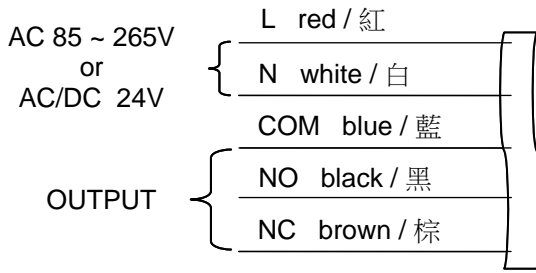 AC 85 ~ 265V
or
AC/DC 24V
L red / 紅
N white / 白
COM blue / 藍
OUTPUT
NO black / 黑
NC brown / 棕